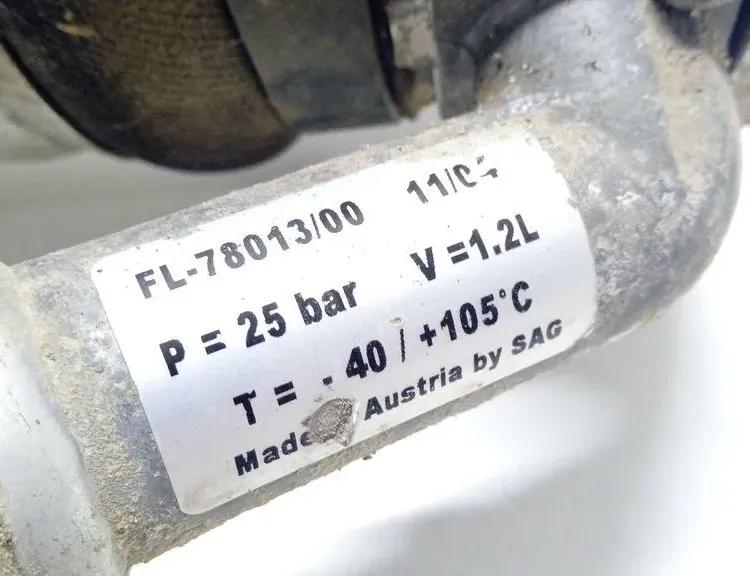 FL-78013/00 11/04
P = 25 bar V =1.2L
T = - 40 / +105°C
Made Austria by SAG